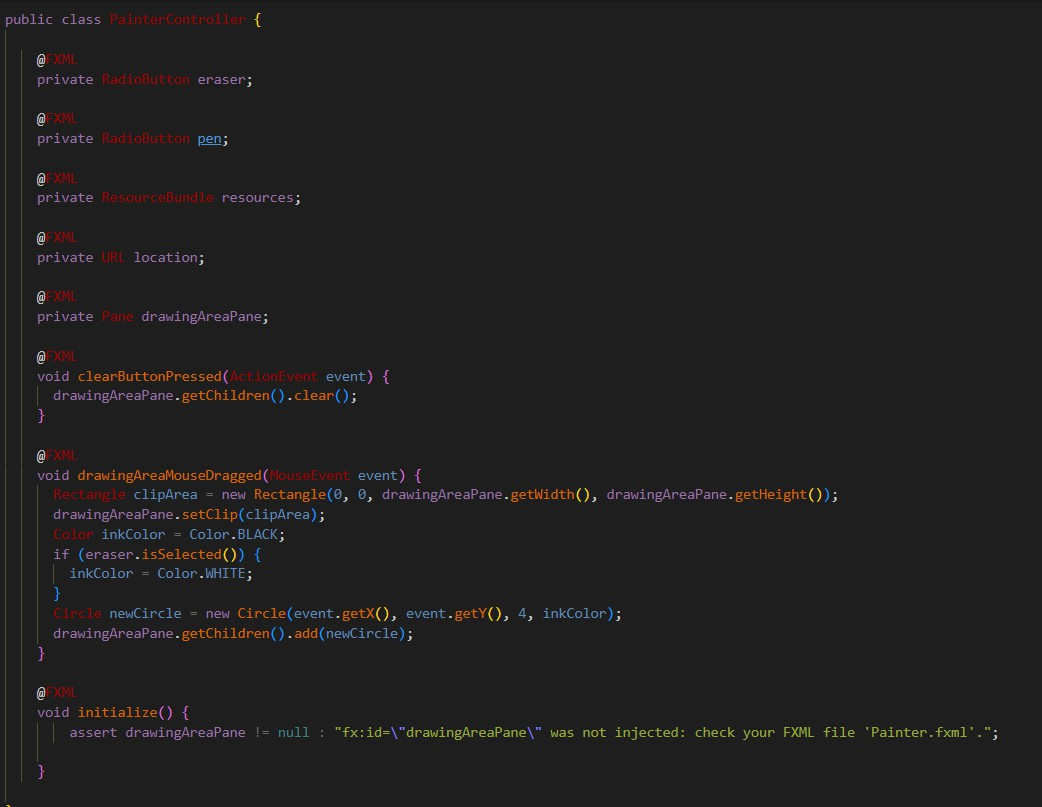 public class PainterController {
@FXML
private RadioButton eraser;
@FXML
private RadioButton pen;
@FXML
private ResourceBundle resources;
@FXML
private URL location;
@FXML
private Pane drawingAreaPane;
@FXML
void clearButtonPressed(ActionEvent event) {
drawingAreaPane.getChildren().clear();
}
@FXML
void drawingAreaMouseDragged(MouseEvent event) {
Rectangle clipArea = new Rectangle(0, 0, drawingAreaPane.getWidth(), drawingAreaPane.getHeight());
drawingAreaPane.setClip(clipArea);
Color inkColor = Color.BLACK;
if (eraser.isSelected()) {
inkColor = Color.WHITE;
}
Circle newCircle = new Circle(event.getX(), event.getY(), 4, inkColor);
drawingAreaPane.getChildren().add(newCircle);
}
@FXML
void initialize() {
assert drawingAreaPane != null : "fx:id=\"drawingAreaPane\" was not injected: check your FXML file 'Painter.fxml'.";
}